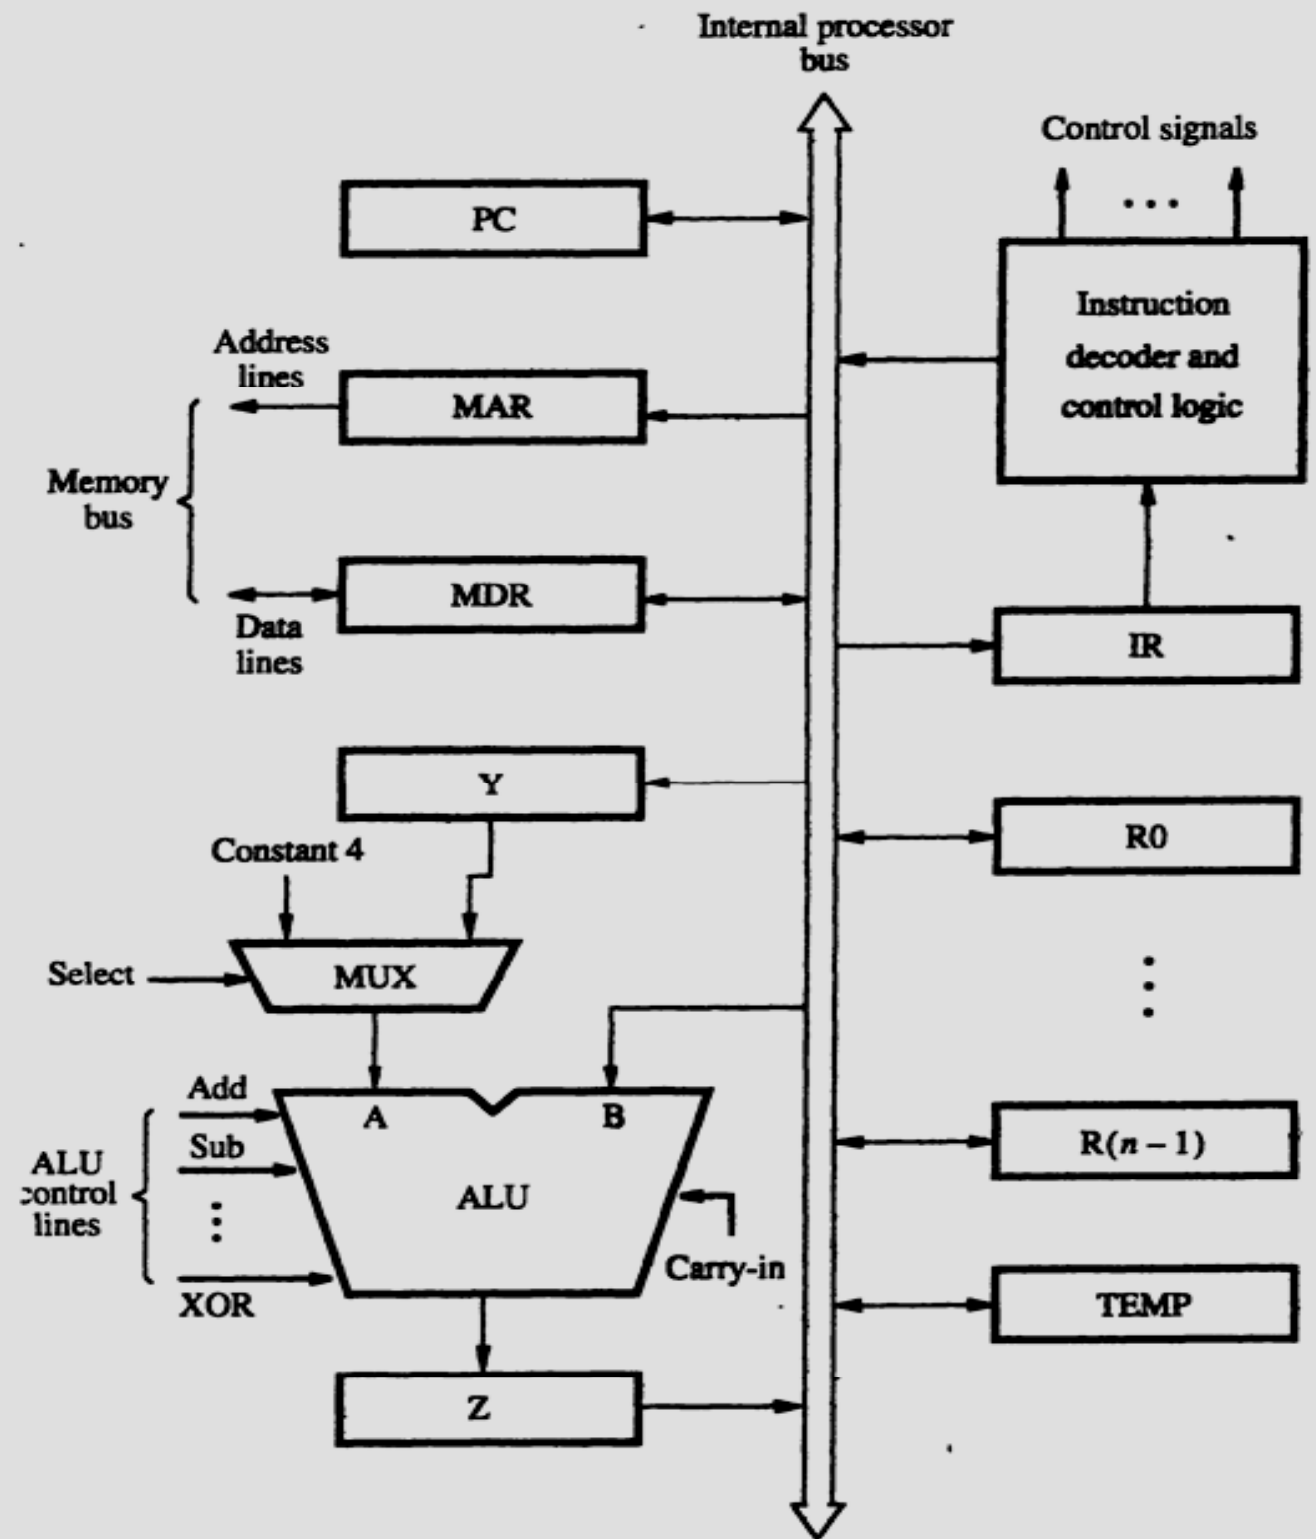 Internal processor
bus
Control signals
PC
Instruction
decoder and
control logic
Address
lines
MAR
Memory
bus
MDR
Data
lines
IR
Y
R0
Constant 4
Select
MUX
Add
A
B
Sub
ALU
control
lines
ALU
R(n – 1)
Carry-in
XOR
TEMP
Z